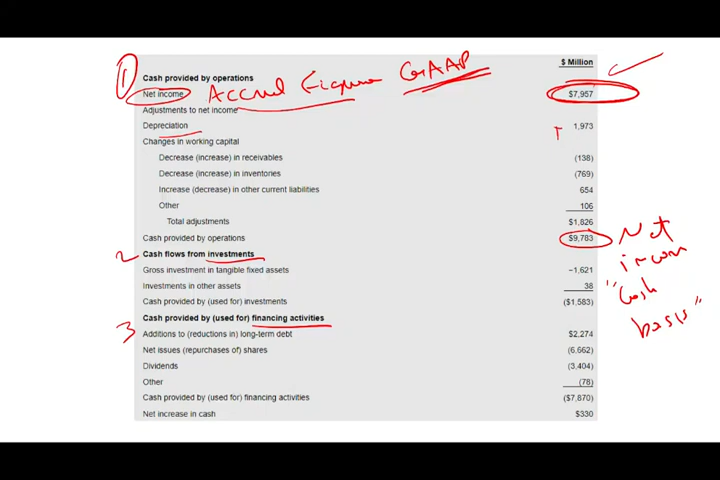 $ Million
1
Cash provided by operations
Net income $7,957
Accrual Figure GAAP
Adjustments to net income
Depreciation + 1,973
Changes in working capital
Decrease (increase) in receivables (138)
Decrease (increase) in inventories (769)
Increase (decrease) in other current liabilities 654
Other 106
Total adjustments $1,826
Cash provided by operations $9,783
2 Cash flows from investments
Gross investment in tangible fixed assets −1,621
Investments in other assets 38
Cash provided by (used for) investments ($1,583)
Net
incom
"Cash
basis"
3 Cash provided by (used for) financing activities
Additions to (reductions in) long-term debt $2,274
Net issues (repurchases of) shares (6,662)
Dividends (3,404)
Other (78)
Cash provided by (used for) financing activities ($7,870)
Net increase in cash $330